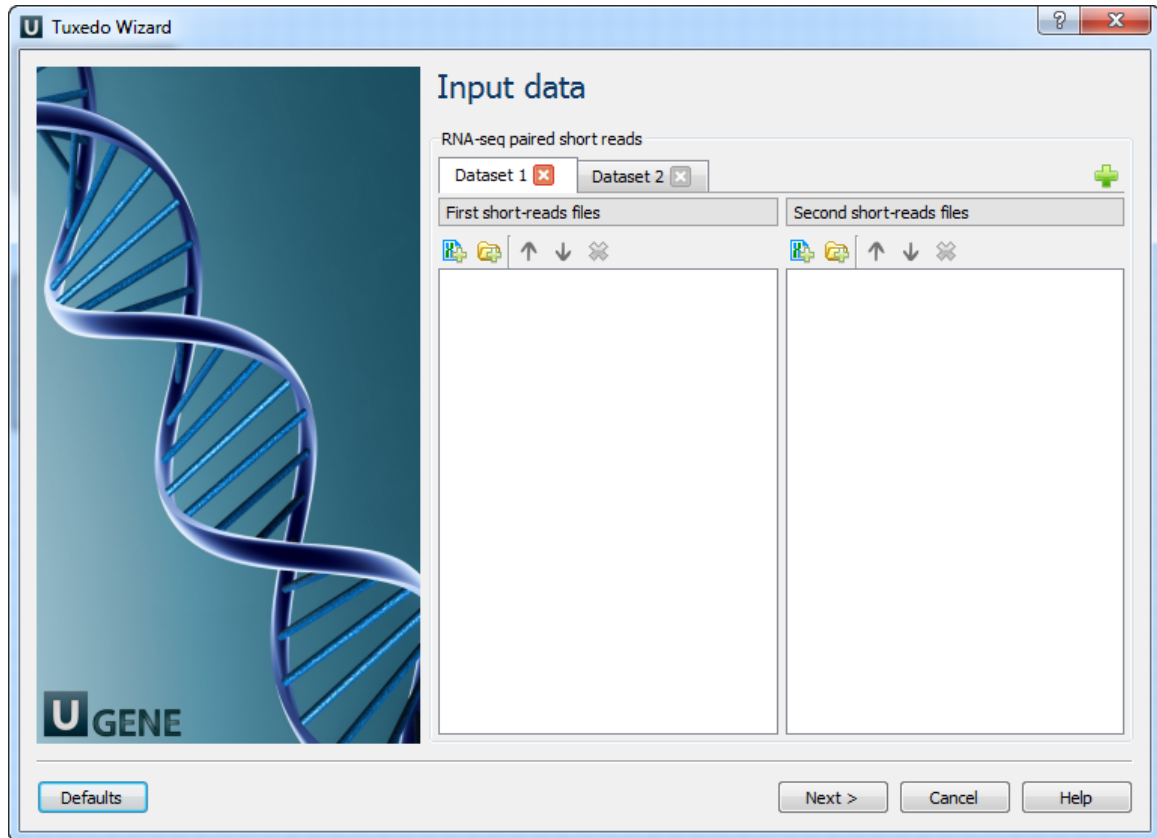 U Tuxedo Wizard
Input data
RNA-seq paired short reads
Dataset 1 Dataset 2
First short-reads files Second short-reads files
U GENE
Defaults Next > Cancel Help